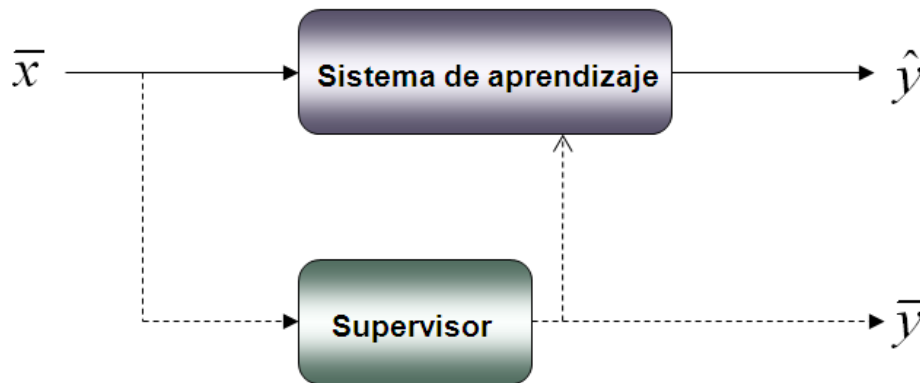 x̅
Sistema de aprendizaje
ŷ
Supervisor
y̅